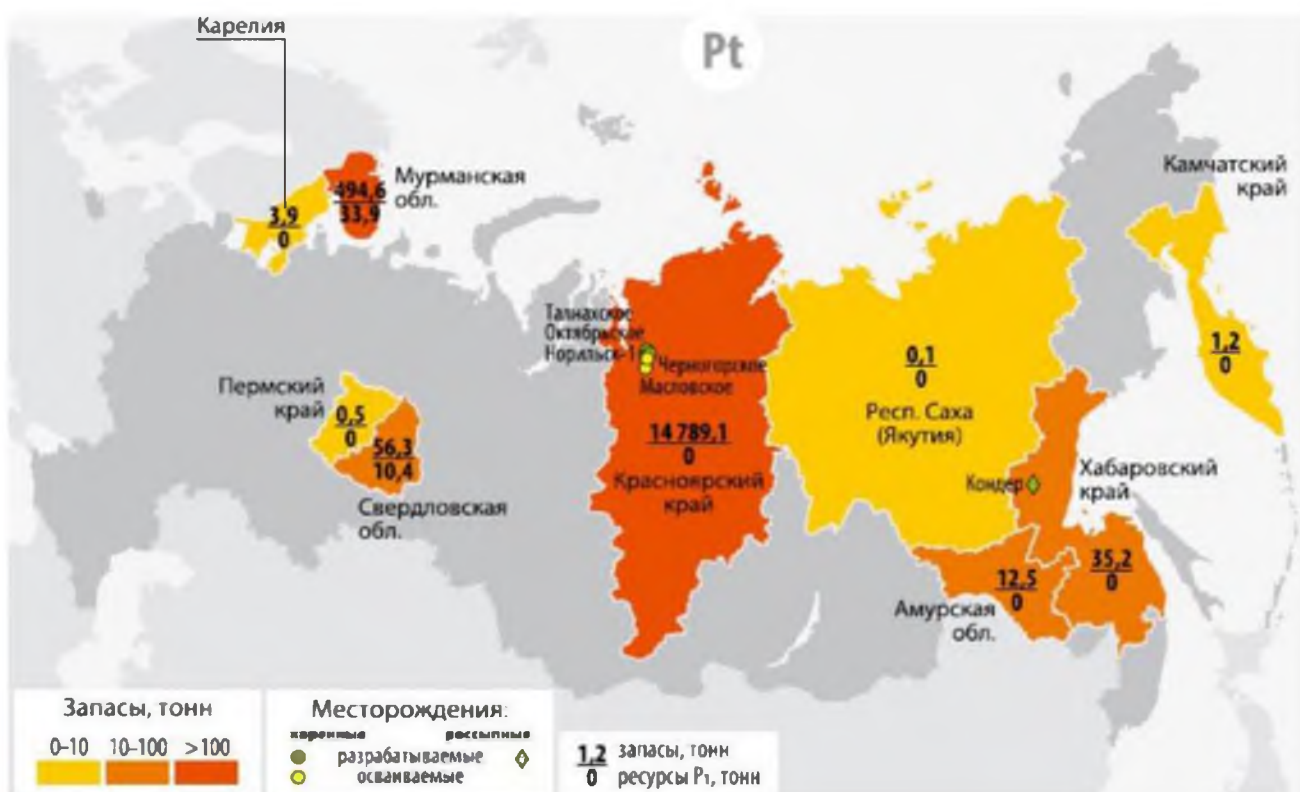 Карелия
Pt
Камчатский
край
Мурманская
обл.
494,6
33,9
3,9
0
Талнахское
Октябрьское
Норильск-1
Черногорское
Масловское
0,1
0
Респ. Саха
(Якутия)
1,2
0
Пермский
край
0,5
0
56,3
10,4
Свердловская
обл.
14 789,1
0
Красноярский
край
Кондер
Хабаровский
край
35,2
0
12,5
0
Амурская
обл.
Запасы, тонн
0–10 10–100 >100
Месторождения:
коренные россыпные
разрабатываемые
осваиваемые
1,2 запасы, тонн
0 ресурсы P₁, тонн